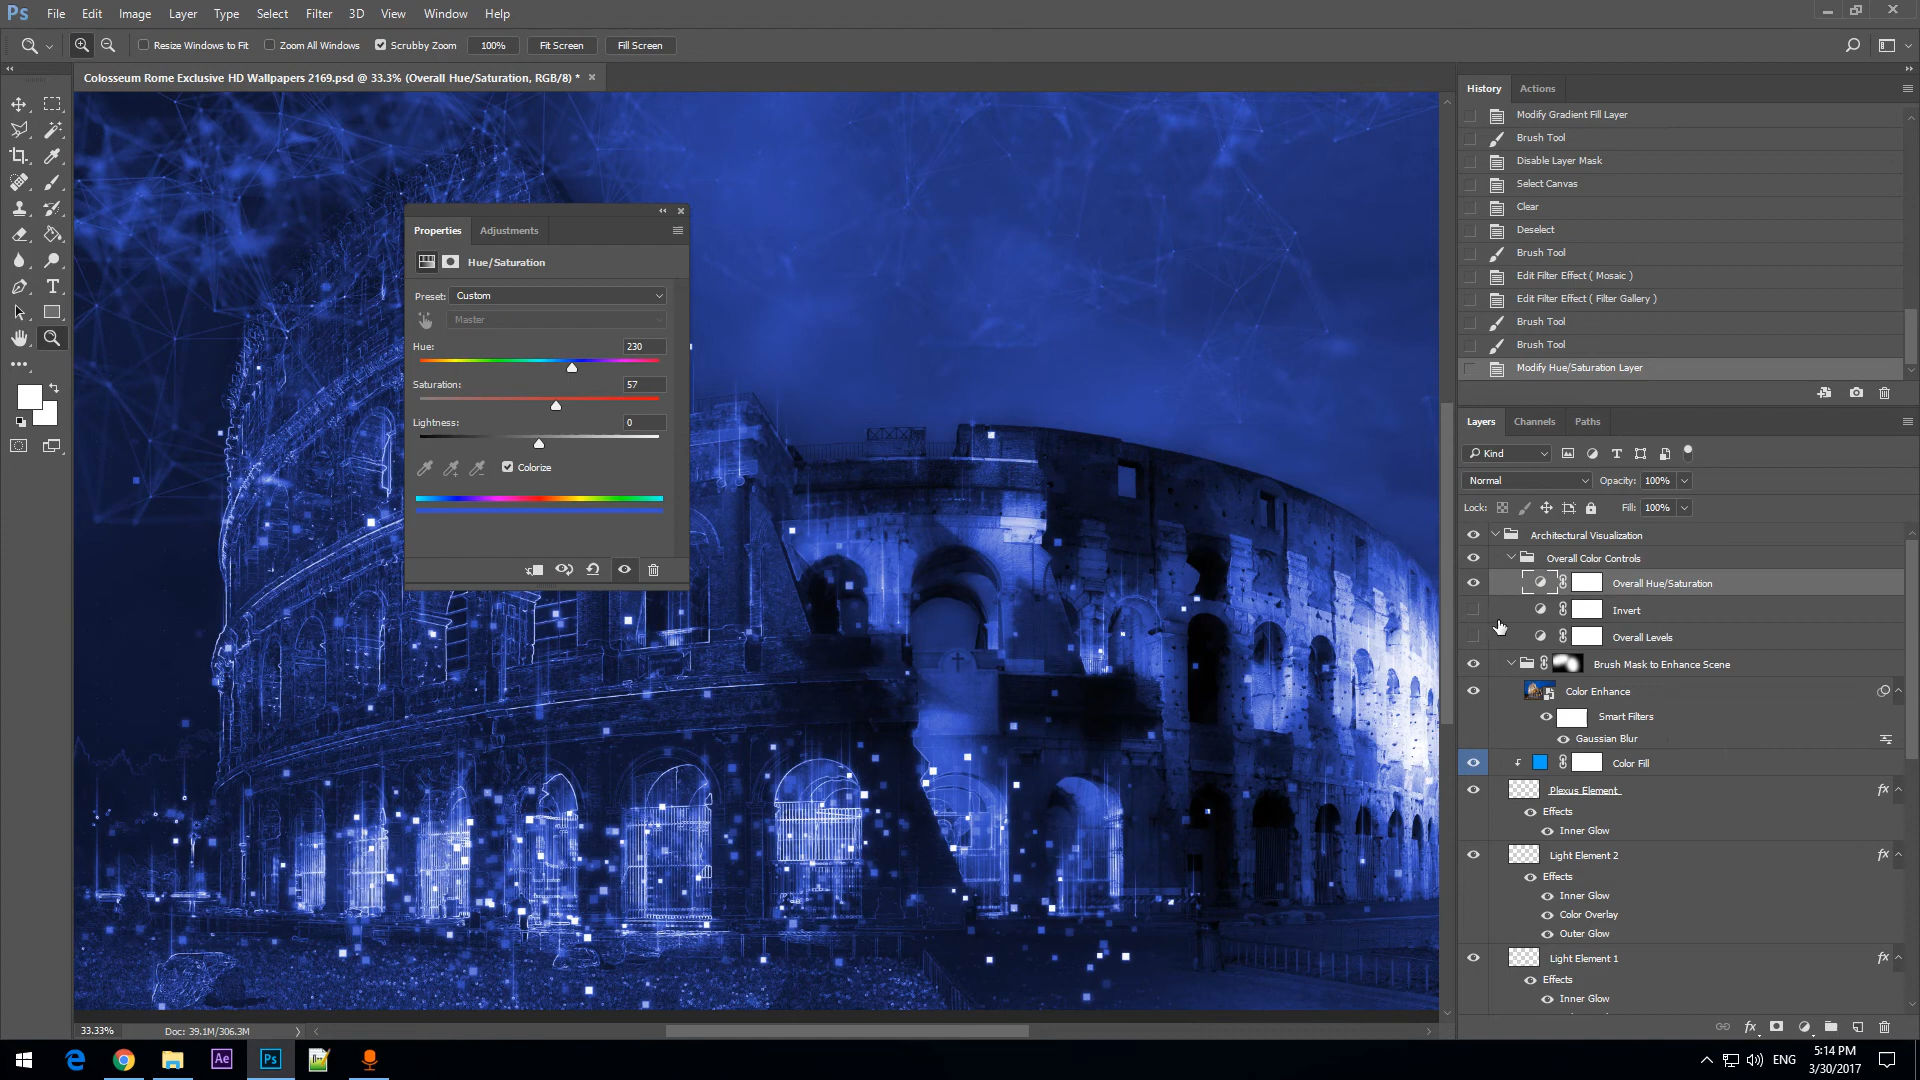 Ps File Edit Image Layer Type Select Filter 3D View Window Help
Resize Windows to Fit Zoom All Windows Scrubby Zoom 100% Fit Screen Fill Screen
Colosseum Rome Exclusive HD Wallpapers 2169.psd @ 33.3% (Overall Hue/Saturation, RGB/8) *
History Actions
Modify Gradient Fill Layer
Brush Tool
Disable Layer Mask
Select Canvas
Clear
Deselect
Brush Tool
Edit Filter Effect ( Mosaic )
Edit Filter Effect ( Filter Gallery )
Brush Tool
Brush Tool
Modify Hue/Saturation Layer
Properties Adjustments
Hue/Saturation
Preset: Custom
Master
Hue: 230
Saturation: 57
Lightness: 0
Colorize
Layers Channels Paths
Kind
Normal Opacity: 100%
Lock: Fill: 100%
Architectural Visualization
Overall Color Controls
Overall Hue/Saturation
Invert
Overall Levels
Brush Mask to Enhance Scene
Color Enhance
Smart Filters
Gaussian Blur
Color Fill
Plexus Element fx
Effects
Inner Glow
Light Element 2 fx
Effects
Inner Glow
Color Overlay
Outer Glow
Light Element 1 fx
Effects
Inner Glow
fx
33.33% Doc: 39.1M/306.3M
Ae Ps
ENG
5:14 PM
3/30/2017